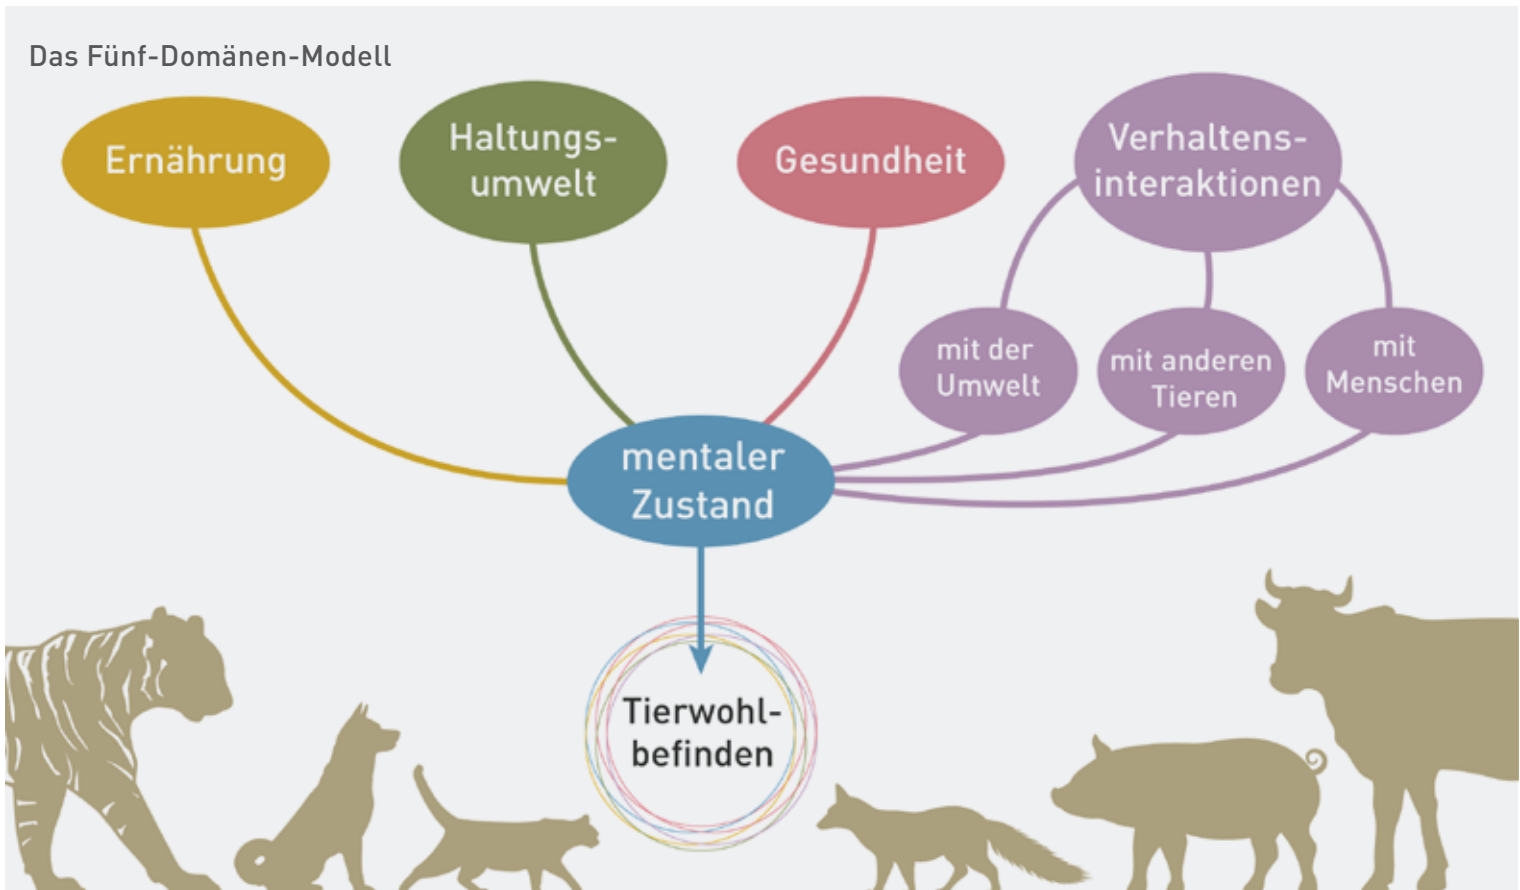 Das Fünf-Domänen-Modell
Ernährung
Haltungs-
umwelt
Gesundheit
Verhaltens-
interaktionen
mit der
Umwelt
mit anderen
Tieren
mit
Menschen
mentaler
Zustand
Tierwohl-
befinden